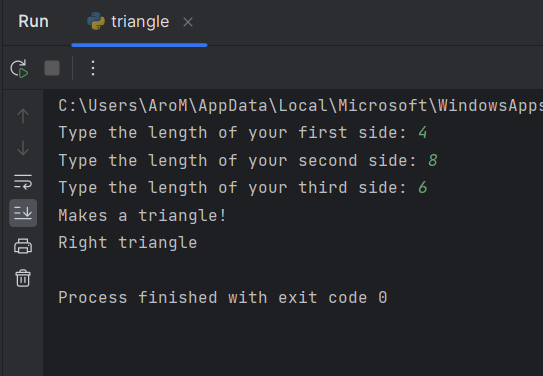 Run triangle
C:\Users\AroM\AppData\Local\Microsoft\WindowsApps
Type the length of your first side: 4
Type the length of your second side: 8
Type the length of your third side: 6
Makes a triangle!
Right triangle
Process finished with exit code 0